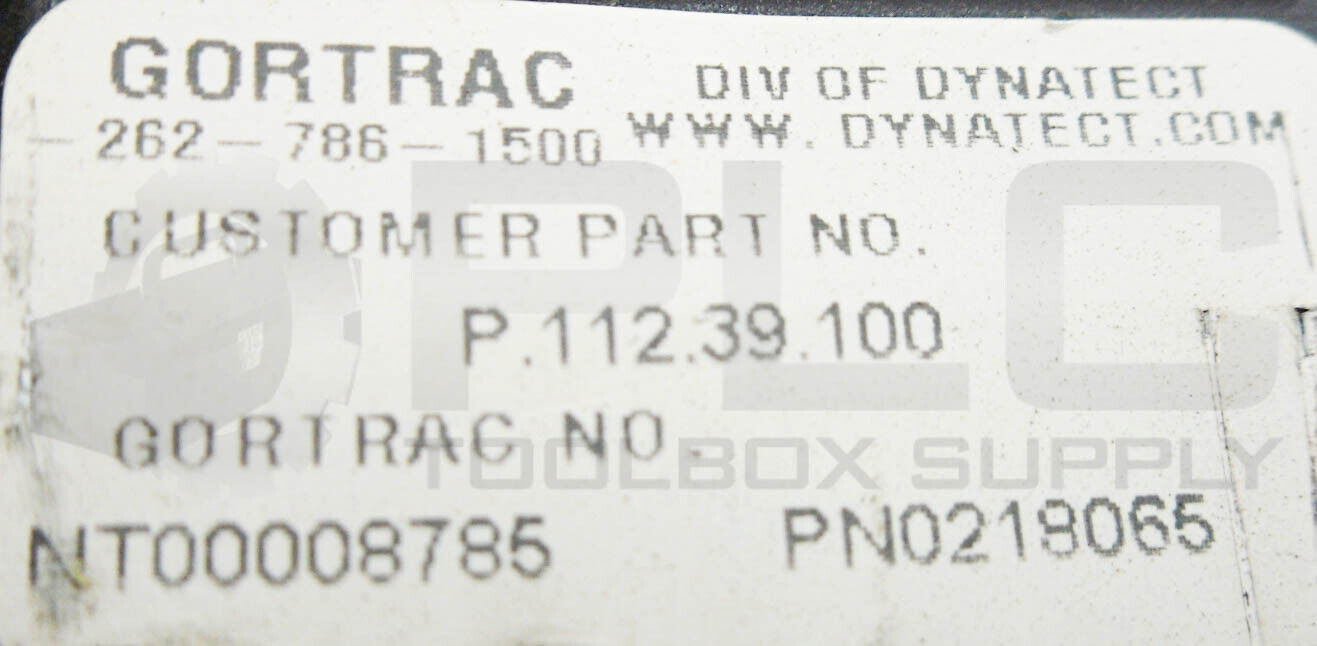 GORTRAC DIV OF DYNATECT
262-786-1500 WWW.DYNATECT.COM
CUSTOMER PART NO.
P.112.39.100
GORTRAC NO.
NT00008785 PN0218065
PLC
TOOLBOX SUPPLY